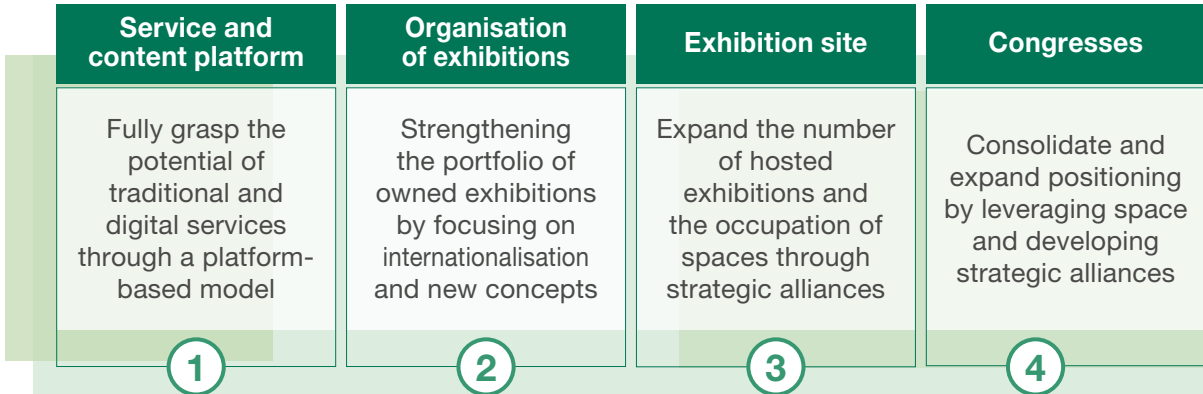 Service and
content platform
Fully grasp the
potential of
traditional and
digital services
through a platform-
based model
1
Organisation
of exhibitions
Strengthening
the portfolio of
owned exhibitions
by focusing on
internationalisation
and new concepts
2
Exhibition site
Expand the number
of hosted
exhibitions and
the occupation of
spaces through
strategic alliances
3
Congresses
Consolidate and
expand positioning
by leveraging space
and developing
strategic alliances
4